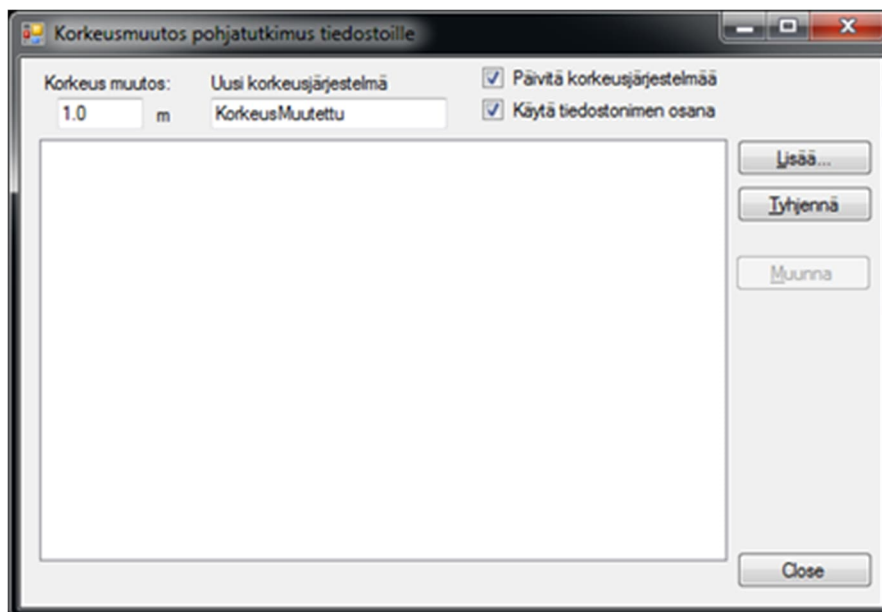 Korkeusmuutos pohjatutkimus tiedostoille
Korkeus muutos:
Uusi korkeusjärjestelmä
Päivitä korkeusjärjestelmää
1.0
m
KorkeusMuutettu
Käytä tiedostonimen osana
Lisää...
Tyhjennä
Muunna
Close